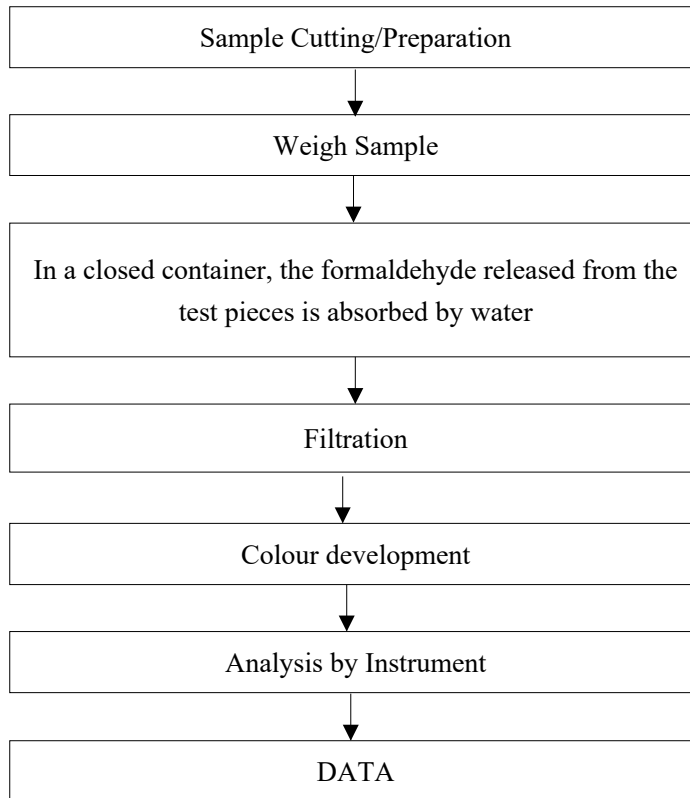 Sample Cutting/Preparation
Weigh Sample
In a closed container, the formaldehyde released from the
test pieces is absorbed by water
Filtration
Colour development
Analysis by Instrument
DATA